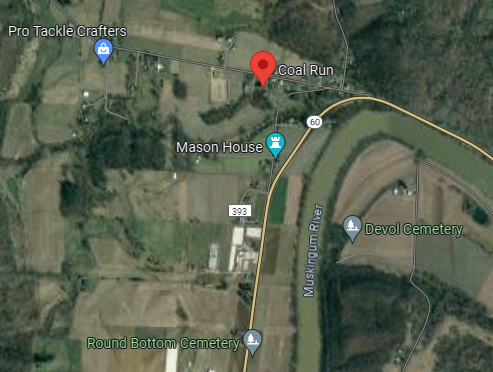 Pro Tackle Crafters
Coal Run
60
Mason House
393
Devol Cemetery
Muskingum River
Round Bottom Cemetery